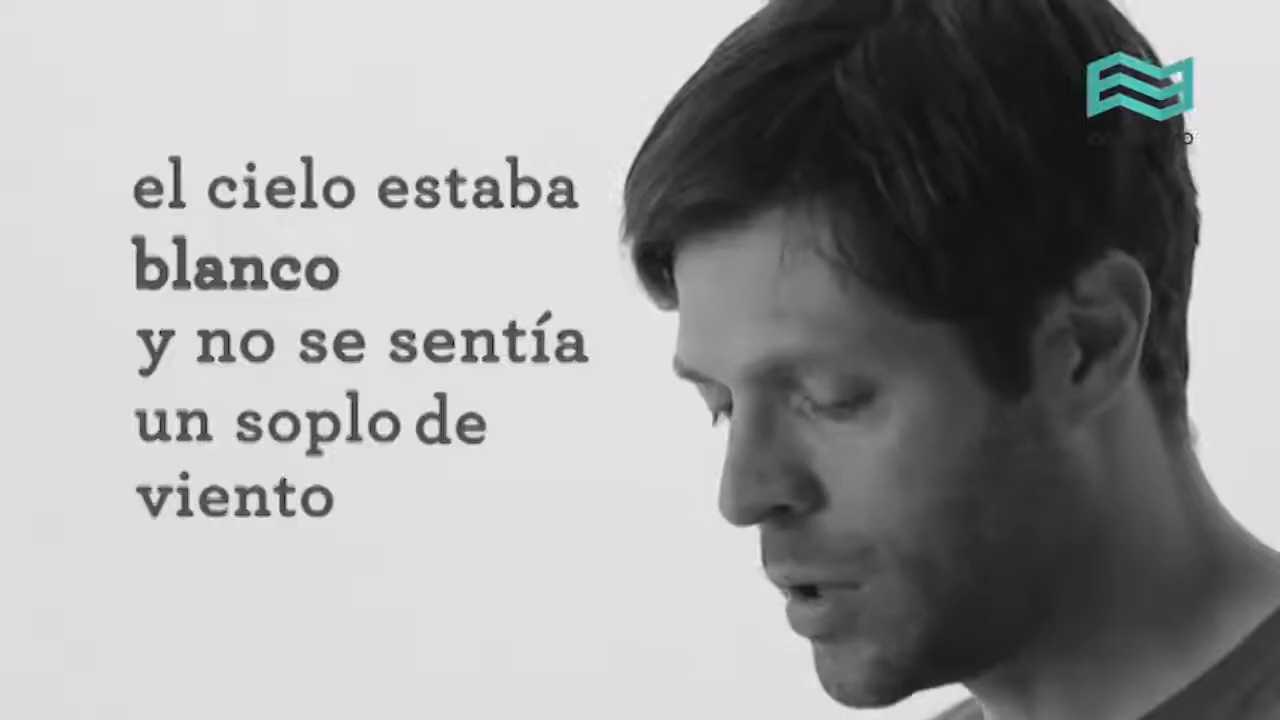 el cielo estaba
blanco
y no se sentía
un soplo de
viento